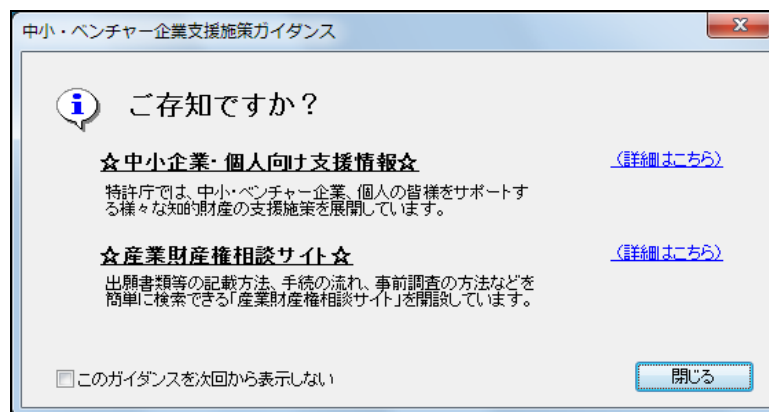 中小・ベンチャー企業支援施策ガイダンス
ご存知ですか？
☆中小企業・個人向け支援情報☆
（詳細はこちら）
特許庁では、中小・ベンチャー企業、個人の皆様をサポートす
る様々な知的財産の支援施策を展開しています。
☆産業財産権相談サイト☆
（詳細はこちら）
出願書類等の記載方法、手続の流れ、事前調査の方法などを
簡単に検索できる「産業財産権相談サイト」を開設しています。
このガイダンスを次回から表示しない
閉じる